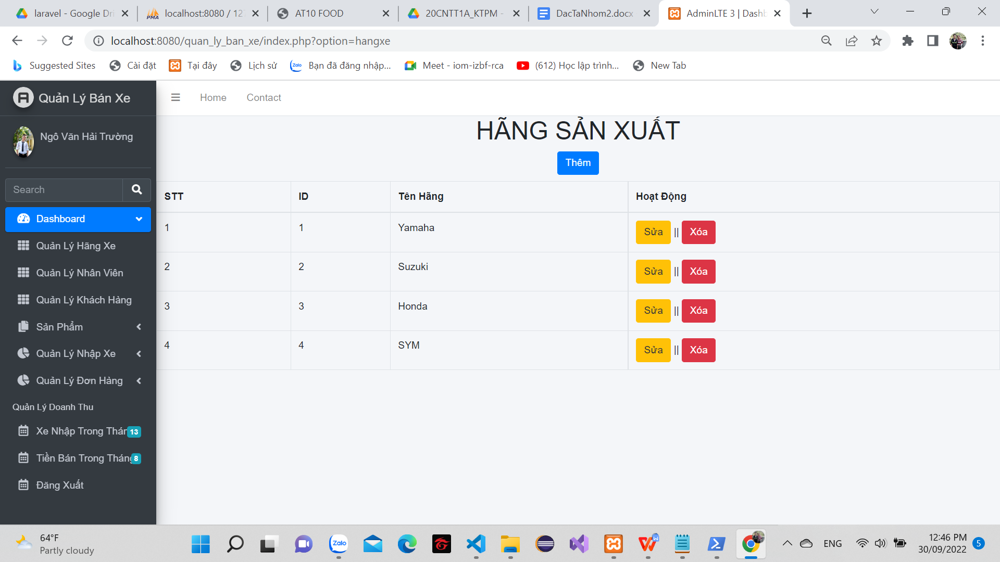 laravel - Google Dri
localhost:8080 / 127
AT10 FOOD
20CNTT1A_KTPM -
DacTaNhom2.docx
AdminLTE 3 | Dashb
localhost:8080/quan_ly_ban_xe/index.php?option=hangxe
Suggested Sites
Cài đặt
Tại đây
Lịch sử
Bạn đã đăng nhập...
Meet - iom-izbf-rca
(612) Học lập trình...
New Tab
Quản Lý Bán Xe
Home
Contact
Ngô Văn Hải Trường
Search
Dashboard
Quản Lý Hãng Xe
Quản Lý Nhân Viên
Quản Lý Khách Hàng
Sản Phẩm
Quản Lý Nhập Xe
Quản Lý Đơn Hàng
Quản Lý Doanh Thu
Xe Nhập Trong Thán 13
Tiền Bán Trong Tháng 8
Đăng Xuất
HÃNG SẢN XUẤT
Thêm
STT ID Tên Hãng Hoạt Động
1 1 Yamaha Sửa || Xóa
2 2 Suzuki Sửa || Xóa
3 3 Honda Sửa || Xóa
4 4 SYM Sửa || Xóa
64°F
Partly cloudy
Zalo
ENG
12:46 PM
30/09/2022
5